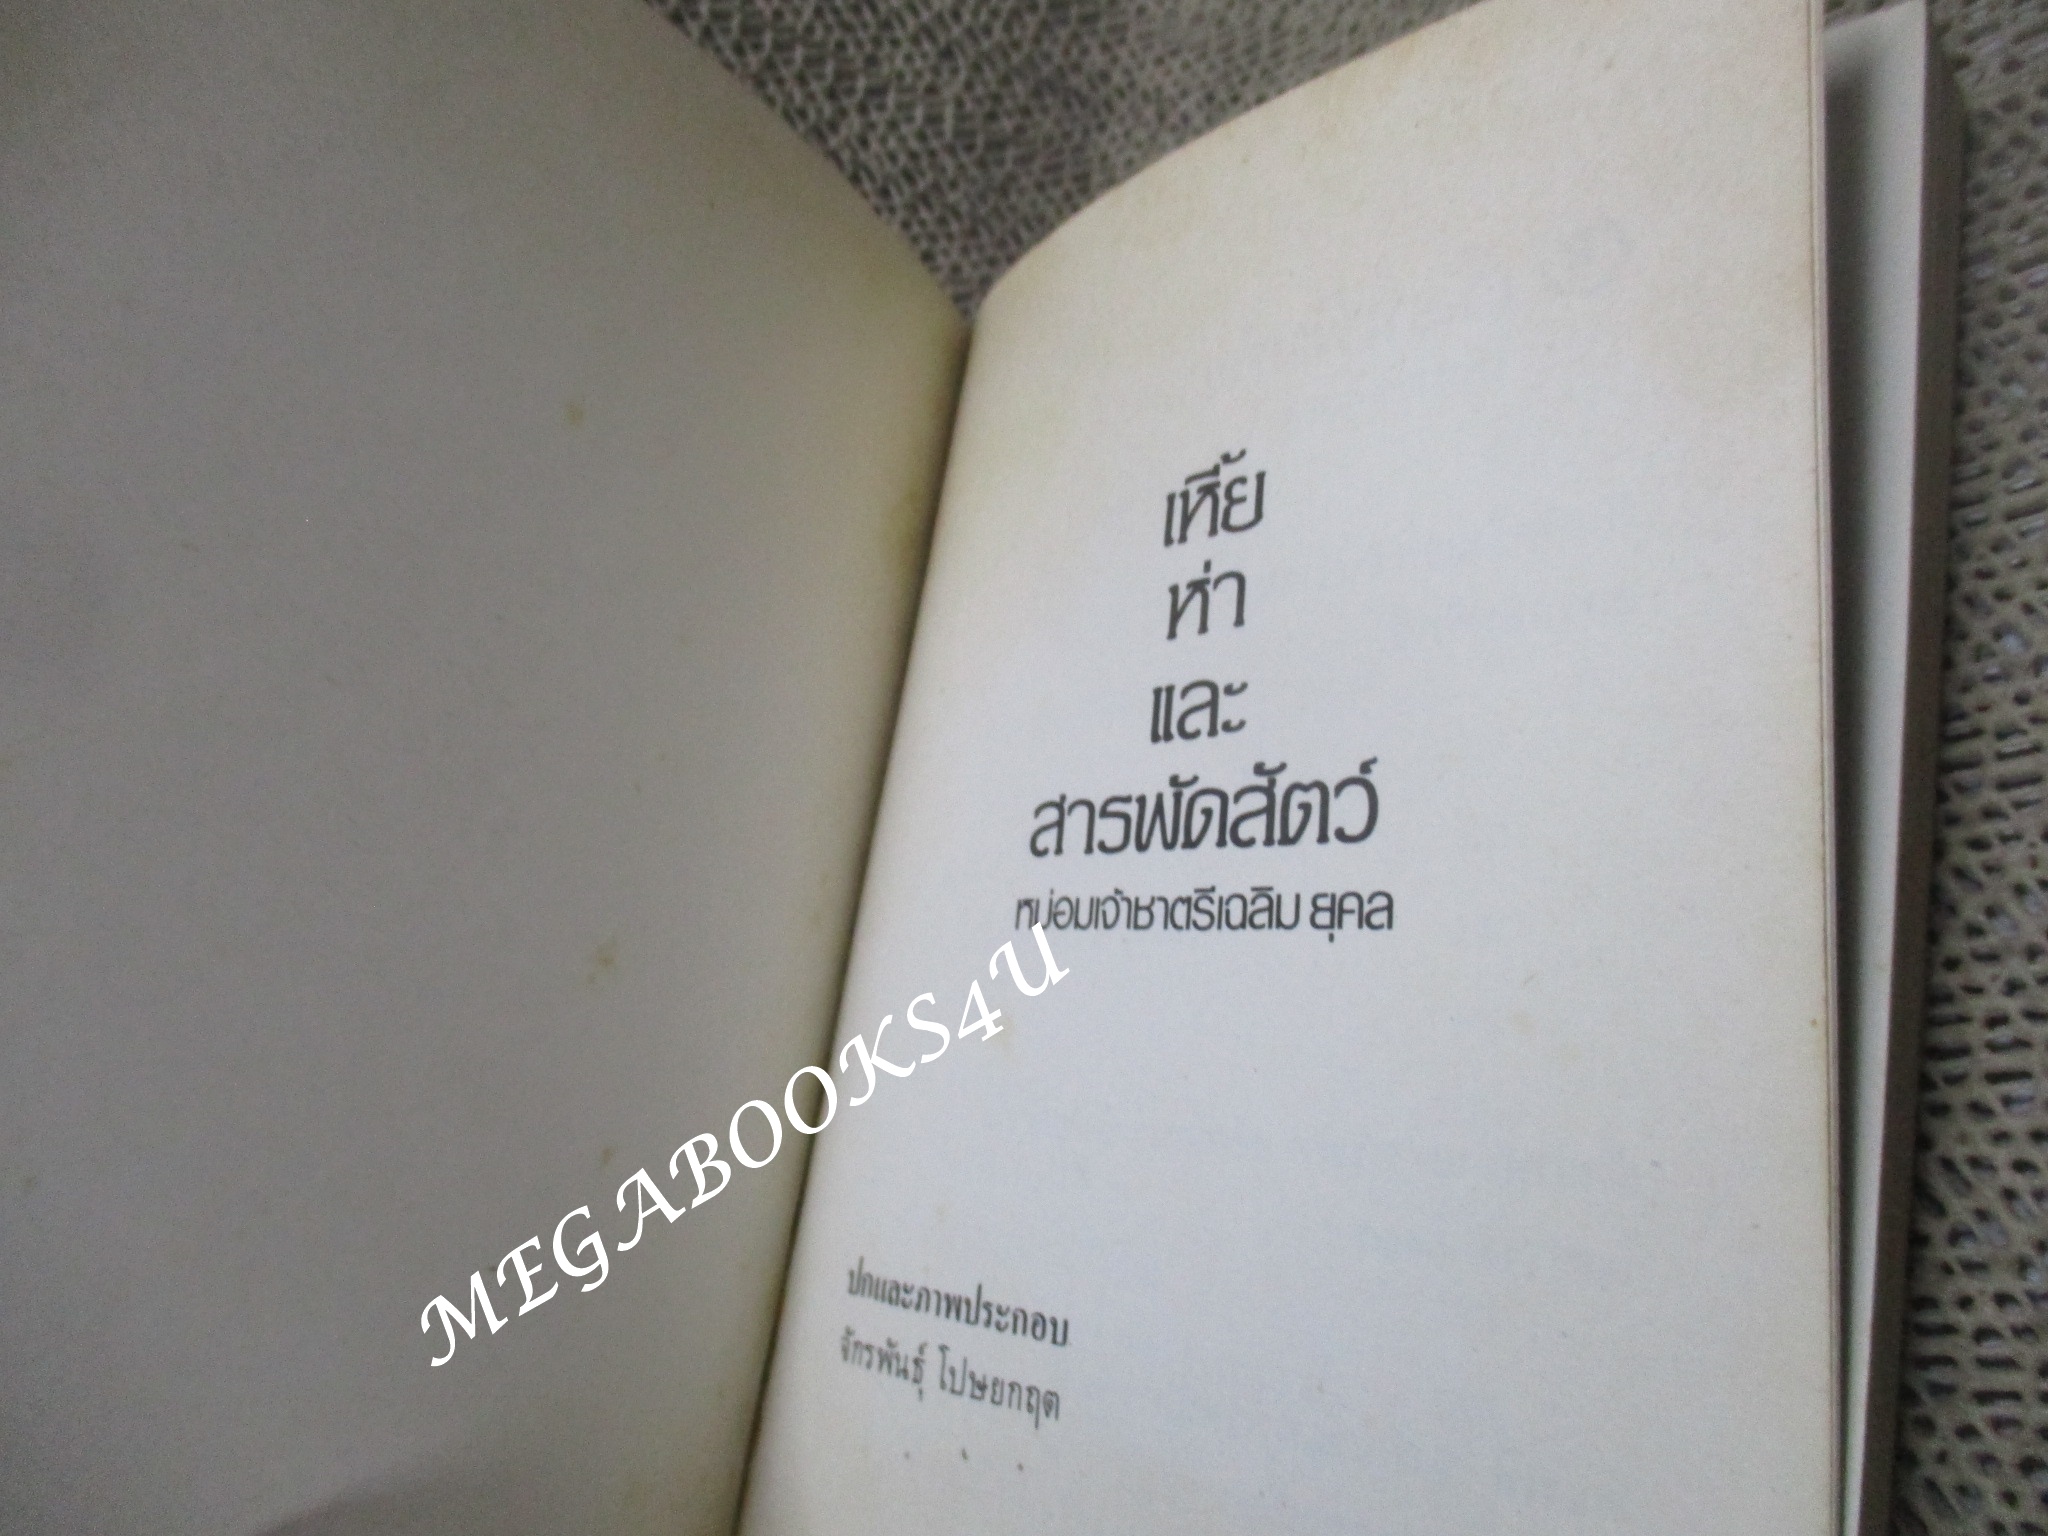 เหี้ย
ห่า
และ
สารพัดสัตว์
หม่อมเจ้าชาตรีเฉลิม ยุคล
MEGABOOKS4U
ปกและภาพประกอบ
จักรพันธุ์ โปษยกฤต